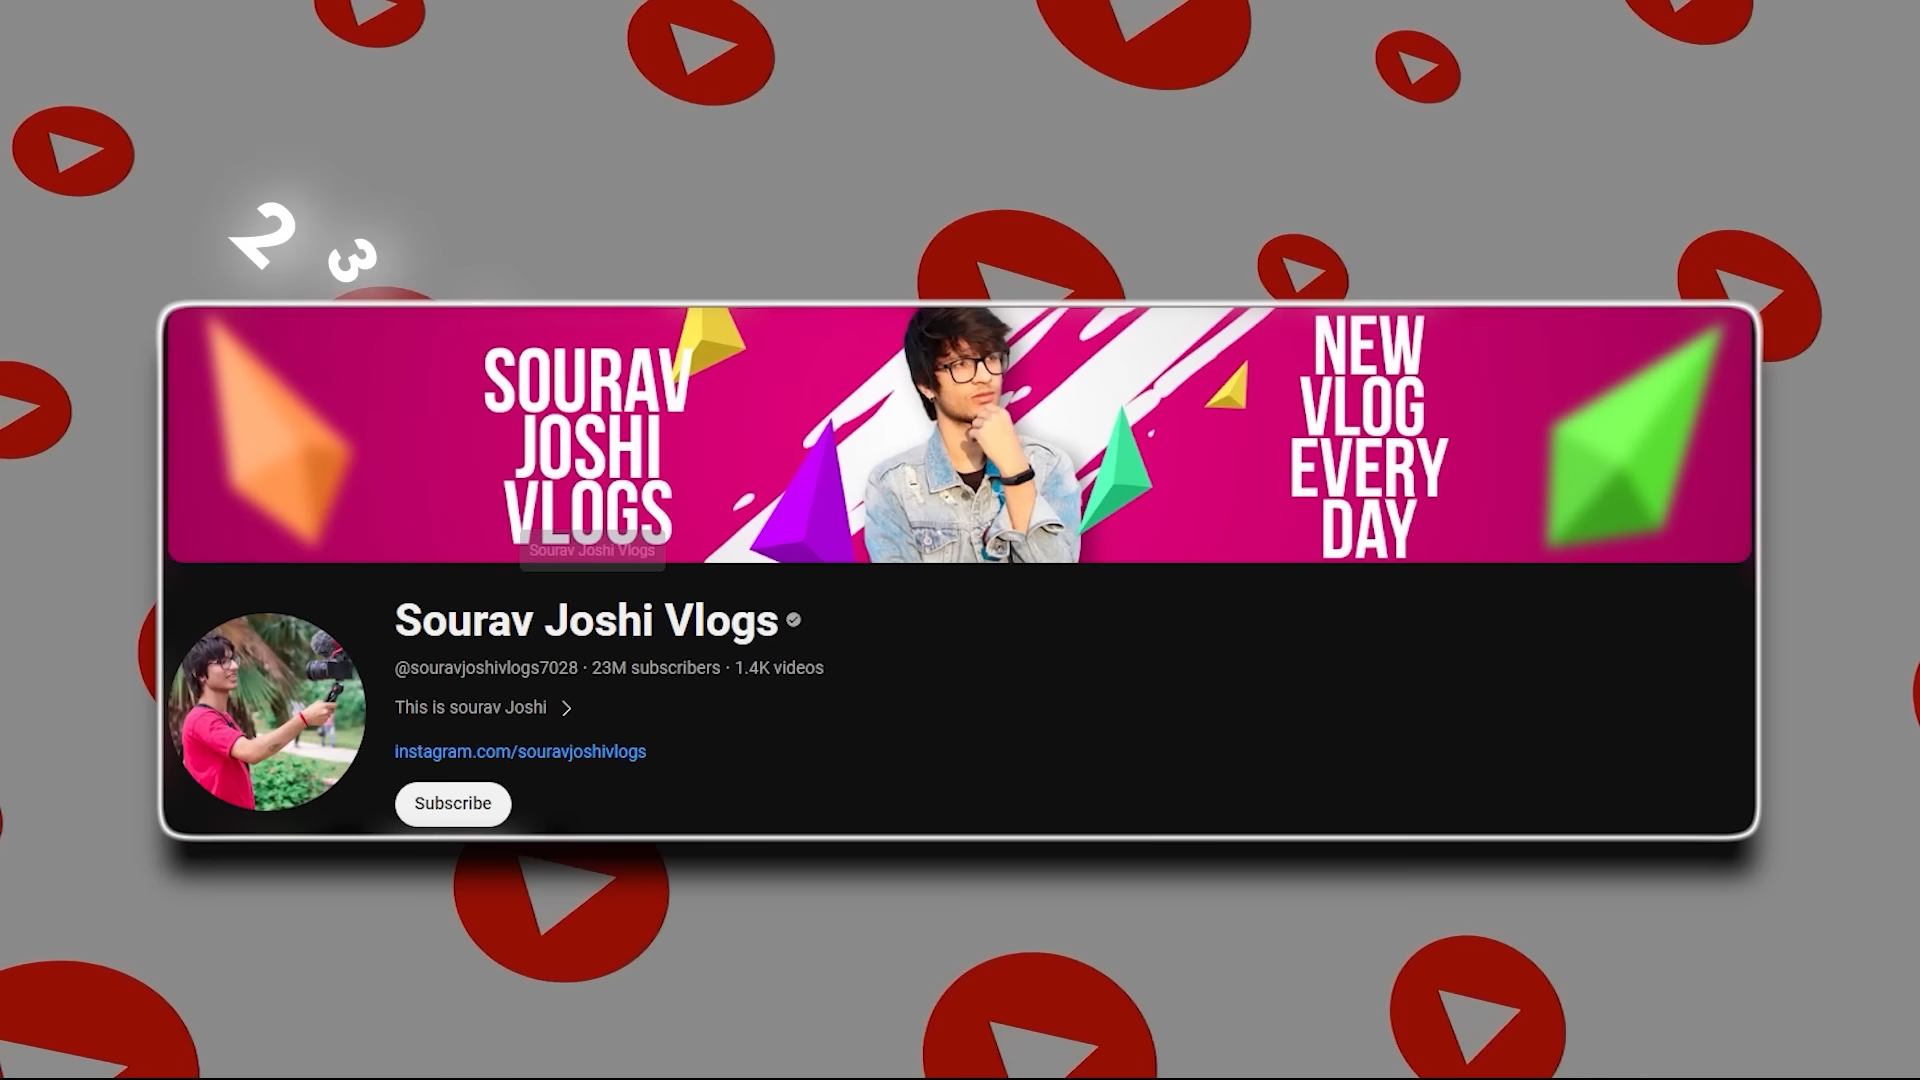 2 3
SOURAV
JOSHI
VLOGS
NEW
VLOG
EVERY
DAY
Sourav Joshi Vlogs
Sourav Joshi Vlogs
@souravjoshivlogs7028 · 23M subscribers · 1.4K videos
This is sourav Joshi
instagram.com/souravjoshivlogs
Subscribe